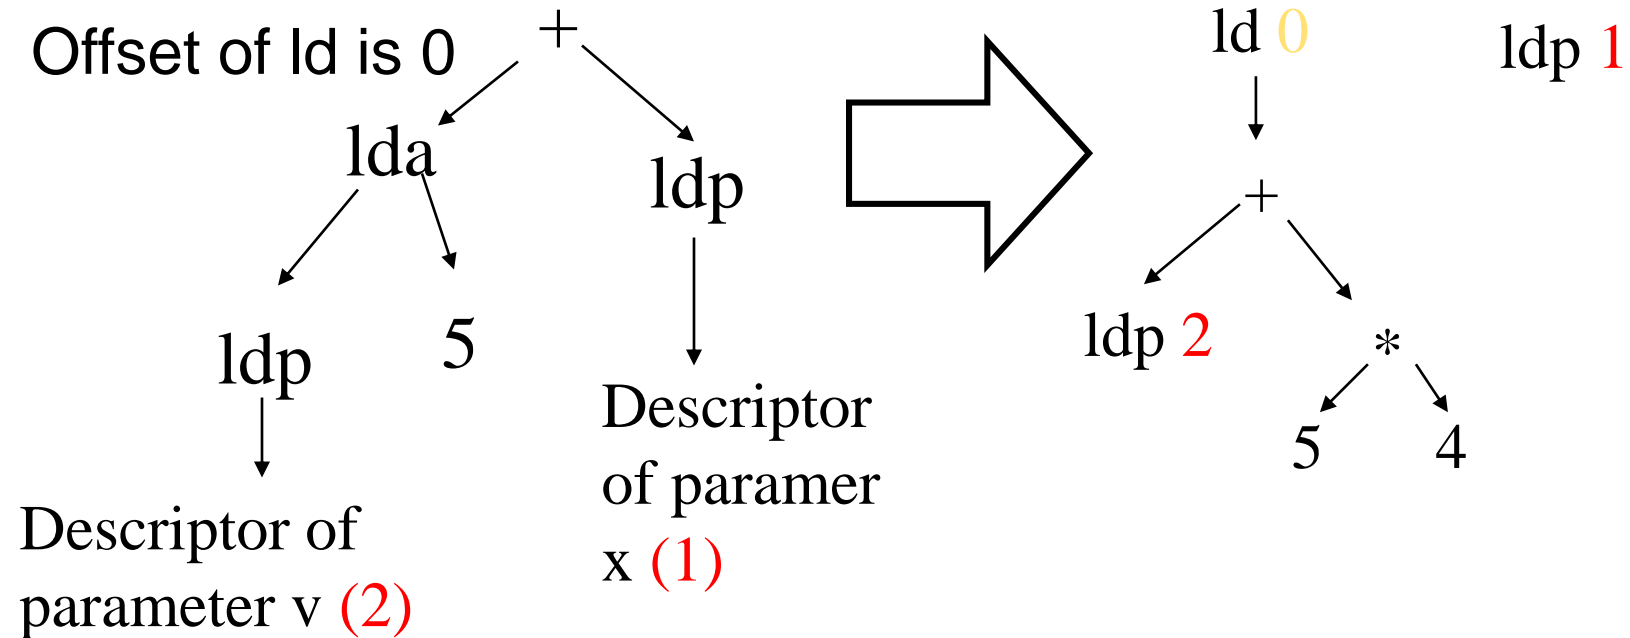 Offset of ld is 0
+
lda
ldp
ldp
5
Descriptor of
parameter v (2)
Descriptor
of paramer
x (1)
ld 0
ldp 1
+
ldp 2
*
5
4